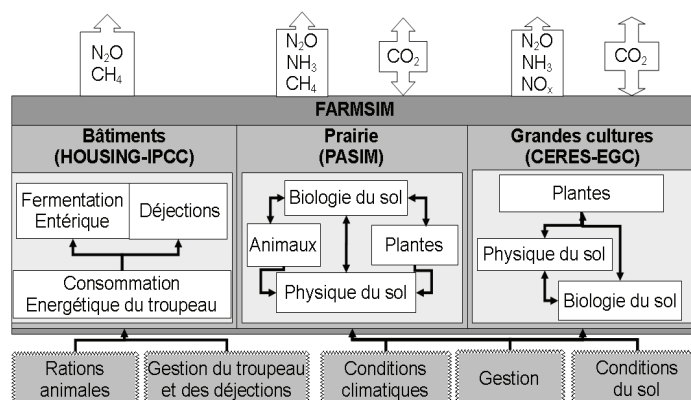 N2O
CH4
N2O
NH3
CH4
CO2
N2O
NH3
NOx
CO2
FARMSIM
Bâtiments
(HOUSING-IPCC)
Prairie
(PASIM)
Grandes cultures
(CERES-EGC)
Fermentation
Entérique
Déjections
Consommation
Energétique du troupeau
Biologie du sol
Animaux
Plantes
Physique du sol
Plantes
Physique du sol
Biologie du sol
Rations
animales
Gestion du troupeau
et des déjections
Conditions
climatiques
Gestion
Conditions
du sol